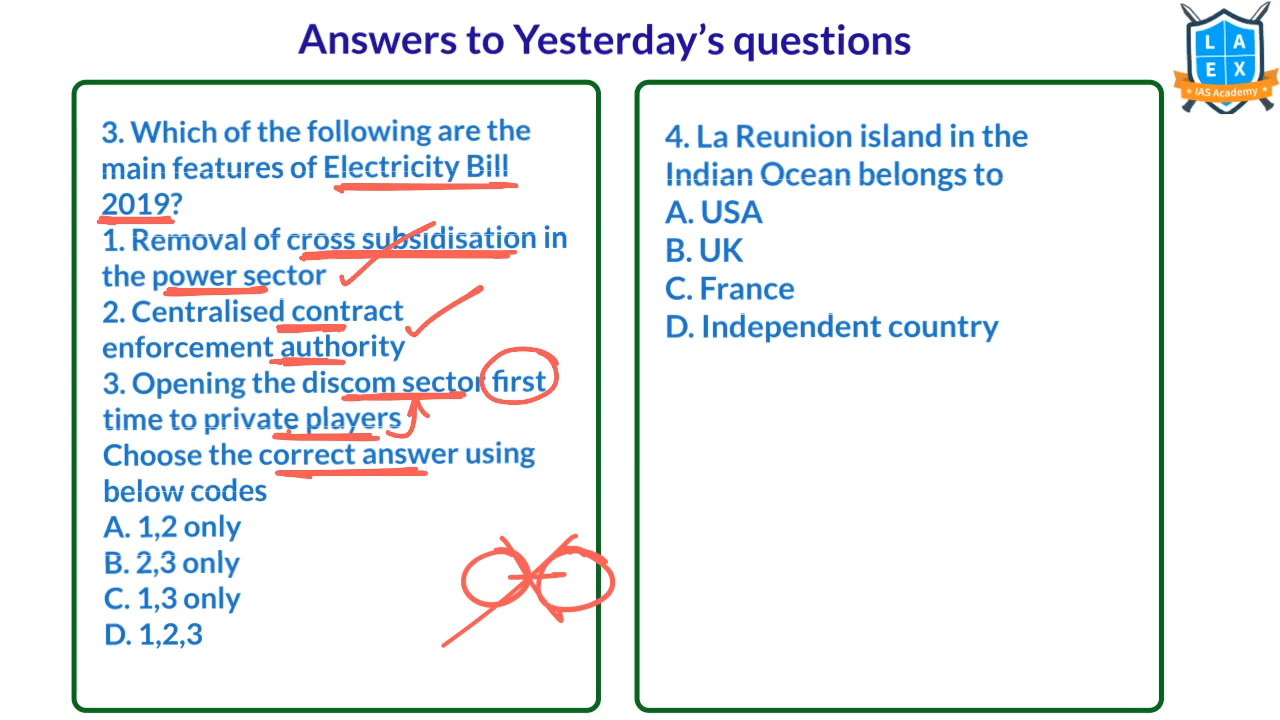 Answers to Yesterday's questions
L A
E X
IAS Academy
3. Which of the following are the
main features of Electricity Bill
2019?
1. Removal of cross subsidisation in
the power sector
2. Centralised contract
enforcement authority
3. Opening the discom sector first
time to private players
Choose the correct answer using
below codes
A. 1,2 only
B. 2,3 only
C. 1,3 only
D. 1,2,3
4. La Reunion island in the
Indian Ocean belongs to
A. USA
B. UK
C. France
D. Independent country